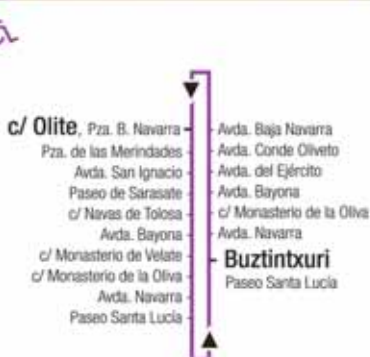 c/ Olite, Pza. B. Navarra
Pza. de las Merindades
Avda. San Ignacio
Paseo de Sarasate
c/ Navas de Tolosa
Avda. Bayona
c/ Monasterio de Velate
c/ Monasterio de la Oliva
Avda. Navarra
Paseo Santa Lucía
Avda. Baja Navarra
Avda. Conde Oliveto
Avda. del Ejército
Avda. Bayona
c/ Monasterio de la Oliva
Avda. Navarra
Buztintxuri
Paseo Santa Lucía